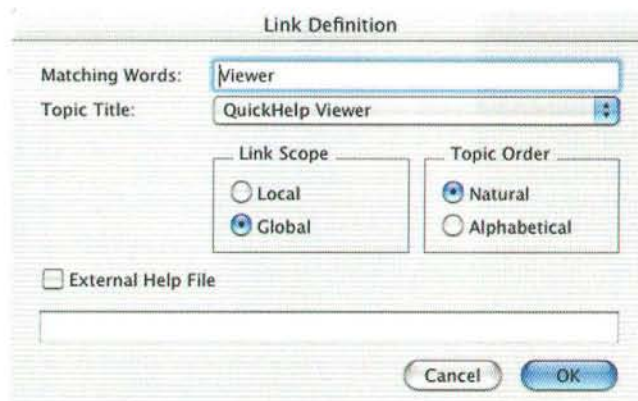 Link Definition
Matching Words: Viewer
Topic Title: QuickHelp Viewer
Link Scope Topic Order
Local Natural
Global Alphabetical
External Help File
Cancel OK